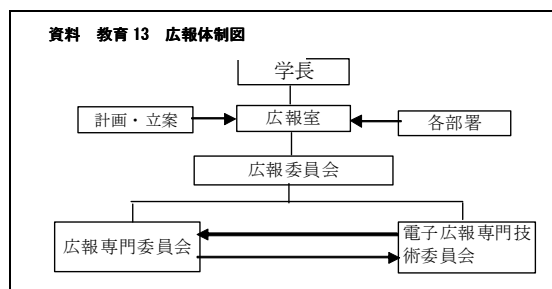 資料 教育13 広報体制図
学長
計画・立案
広報室
各部署
広報委員会
広報専門委員会
電子広報専門技
術委員会